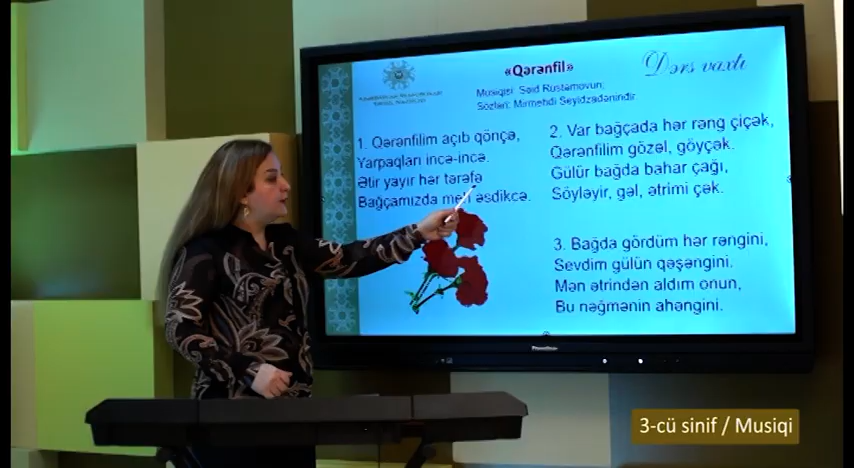 «Qərənfil»
Dərs vaxtı
Musiqisi: Səid Rüstəmovun;
Sözləri: Mirmehdi Seyidzadənindir.
1. Qərənfilim açıb qönçə,
Yarpaqları incə-incə.
Ətir yayır hər tərəfə
Bağçamızda meh əsdikcə.
2. Var bağçada hər rəng çiçək,
Qərənfilim gözəl, göyçək.
Gülür bağda bahar çağı,
Söyləyir, gəl, ətrimi çək.
3. Bağda gördüm hər rəngini,
Sevdim gülün qəşəngini.
Mən ətrindən aldım onun,
Bu nəğmənin ahəngini.
3-cü sinif / Musiqi